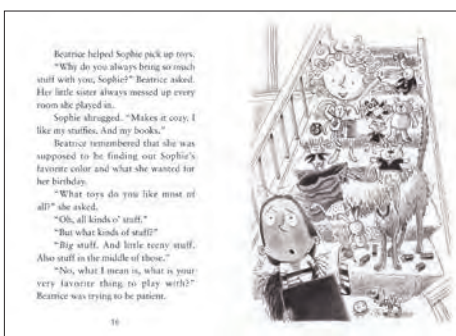 Beatrice helped Sophie pick up toys.
"Why do you always bring so much
stuff with you, Sophie?" Beatrice asked.
Her little sister always messed up every
room she played in.
Sophie shrugged. "Makes it cozy. I
like my stuffies. And my books."
Beatrice remembered that she was
supposed to be finding out Sophie's
favorite color and what she wanted for
her birthday.
"What toys do you like most of
all?" she asked.
"Oh, all kinds o' stuff."
"But what kinds of stuff?"
"Big stuff. And little teeny stuff.
Also stuff in the middle of those."
"No, what I mean is, what is your
very favorite thing to play with?"
Beatrice was trying to be patient.
16